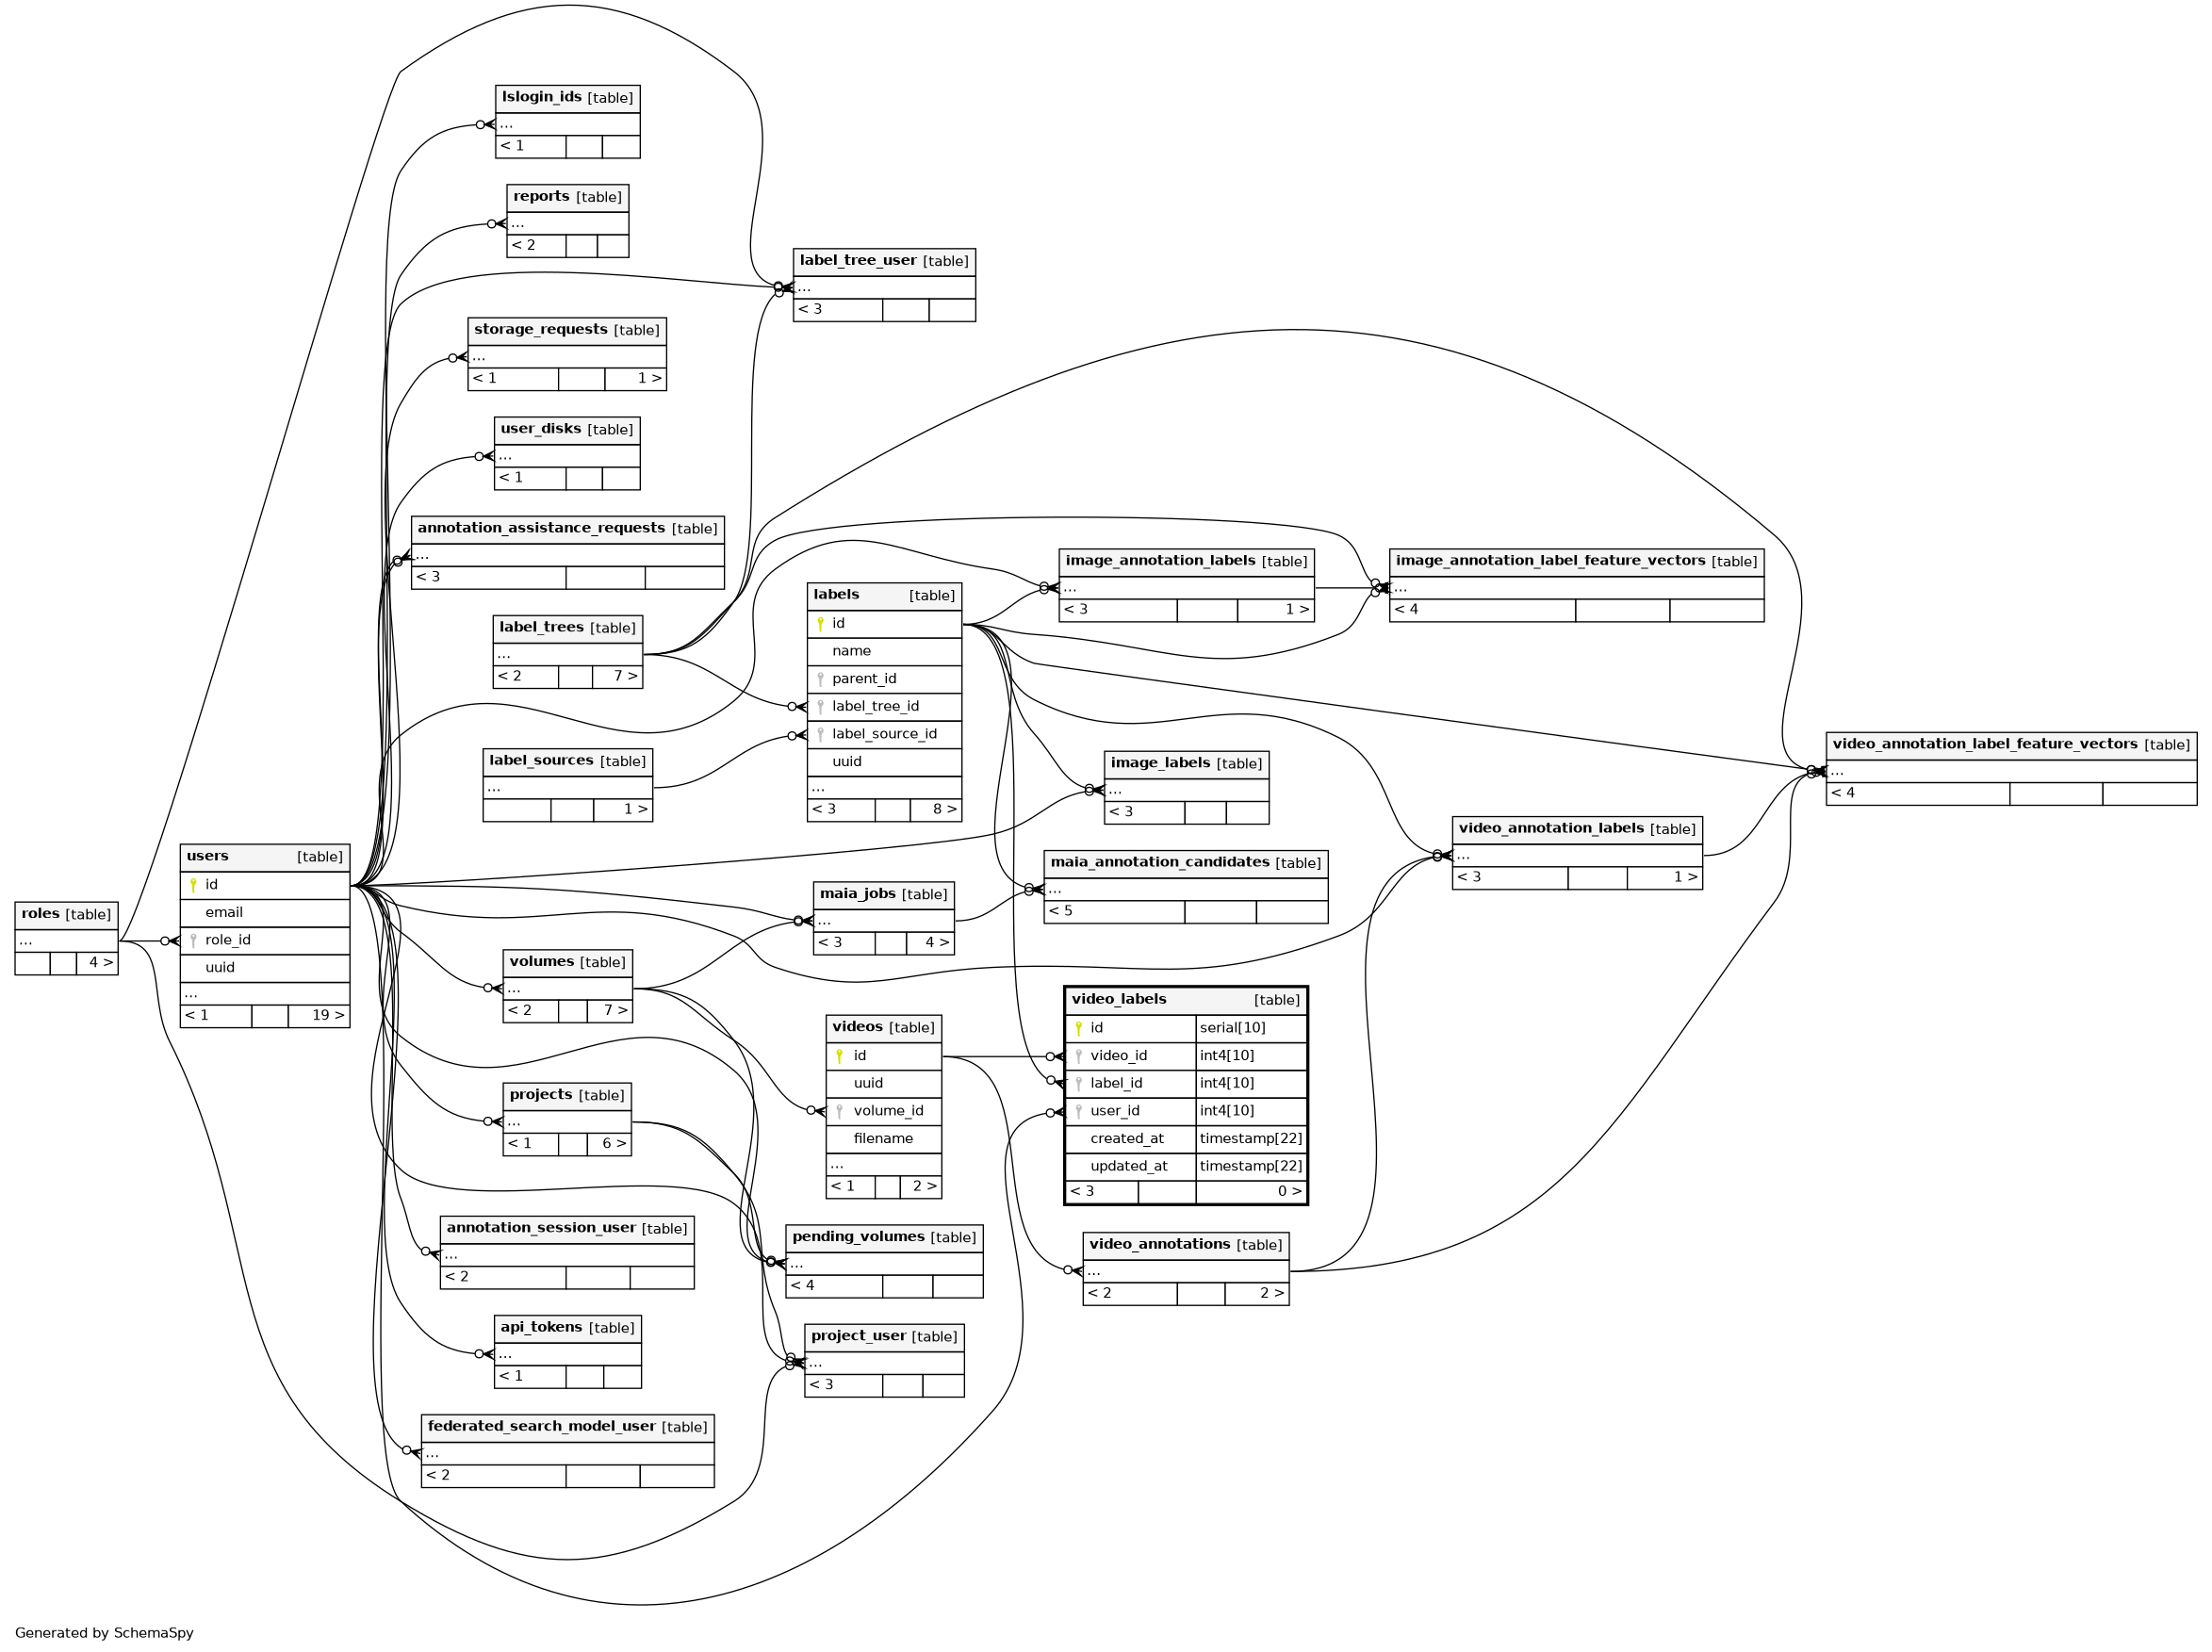 lslogin_ids [table]
...
< 1
reports [table]
...
< 2
label_tree_user [table]
...
< 3
storage_requests [table]
...
< 1 1 >
user_disks [table]
...
< 1
annotation_assistance_requests [table]
...
< 3
label_trees [table]
...
< 2 7 >
label_sources [table]
...
1 >
labels [table]
id
name
parent_id
label_tree_id
label_source_id
uuid
...
< 3 8 >
image_annotation_labels [table]
...
< 3 1 >
image_annotation_label_feature_vectors [table]
...
< 4
image_labels [table]
...
< 3
video_annotation_label_feature_vectors [table]
...
< 4
video_annotation_labels [table]
...
< 3 1 >
maia_annotation_candidates [table]
...
< 5
maia_jobs [table]
...
< 3 4 >
users [table]
id
email
role_id
uuid
...
< 1 19 >
roles [table]
...
4 >
volumes [table]
...
< 2 7 >
videos [table]
id
uuid
volume_id
filename
...
< 1 2 >
video_labels [table]
id serial[10]
video_id int4[10]
label_id int4[10]
user_id int4[10]
created_at timestamp[22]
updated_at timestamp[22]
< 3 0 >
projects [table]
...
< 1 6 >
annotation_session_user [table]
...
< 2
pending_volumes [table]
...
< 4
video_annotations [table]
...
< 2 2 >
api_tokens [table]
...
< 1
project_user [table]
...
< 3
federated_search_model_user [table]
...
< 2
Generated by SchemaSpy